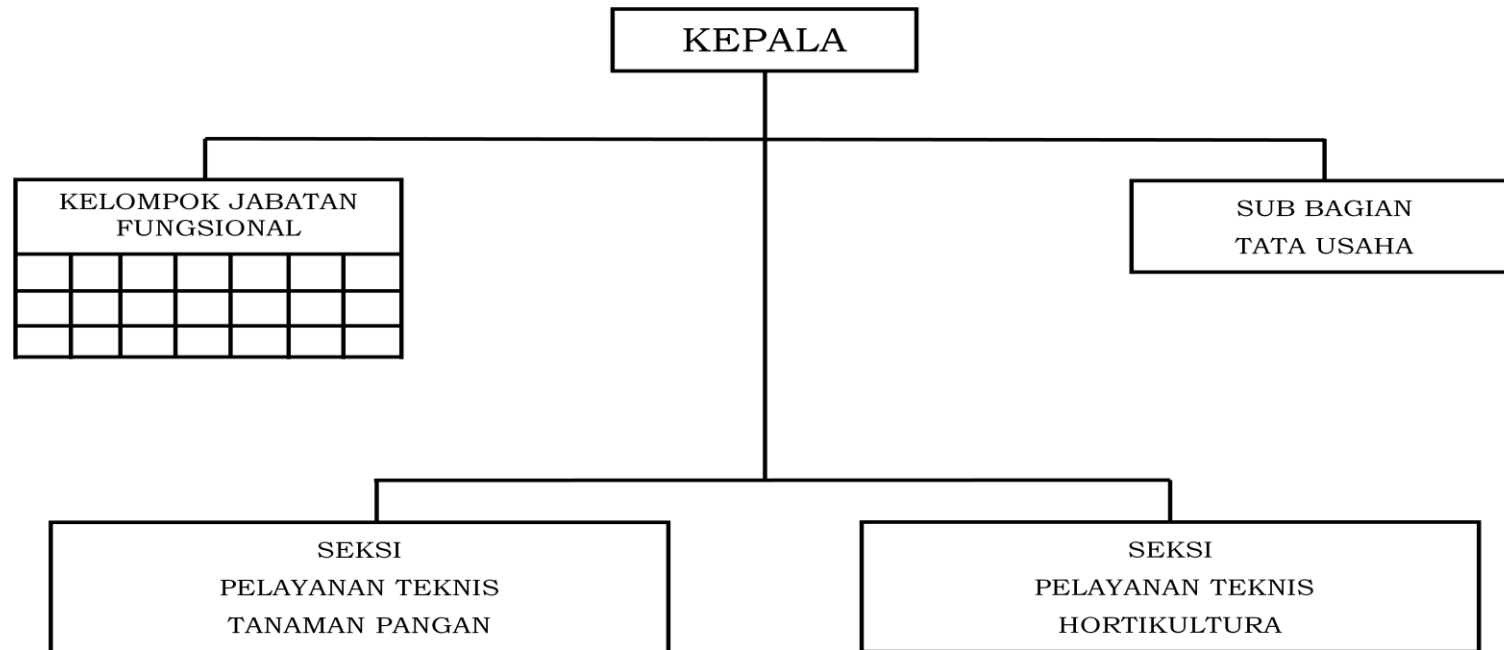 KEPALA
KELOMPOK JABATAN
FUNGSIONAL
SUB BAGIAN
TATA USAHA
SEKSI
PELAYANAN TEKNIS
TANAMAN PANGAN
SEKSI
PELAYANAN TEKNIS
HORTIKULTURA